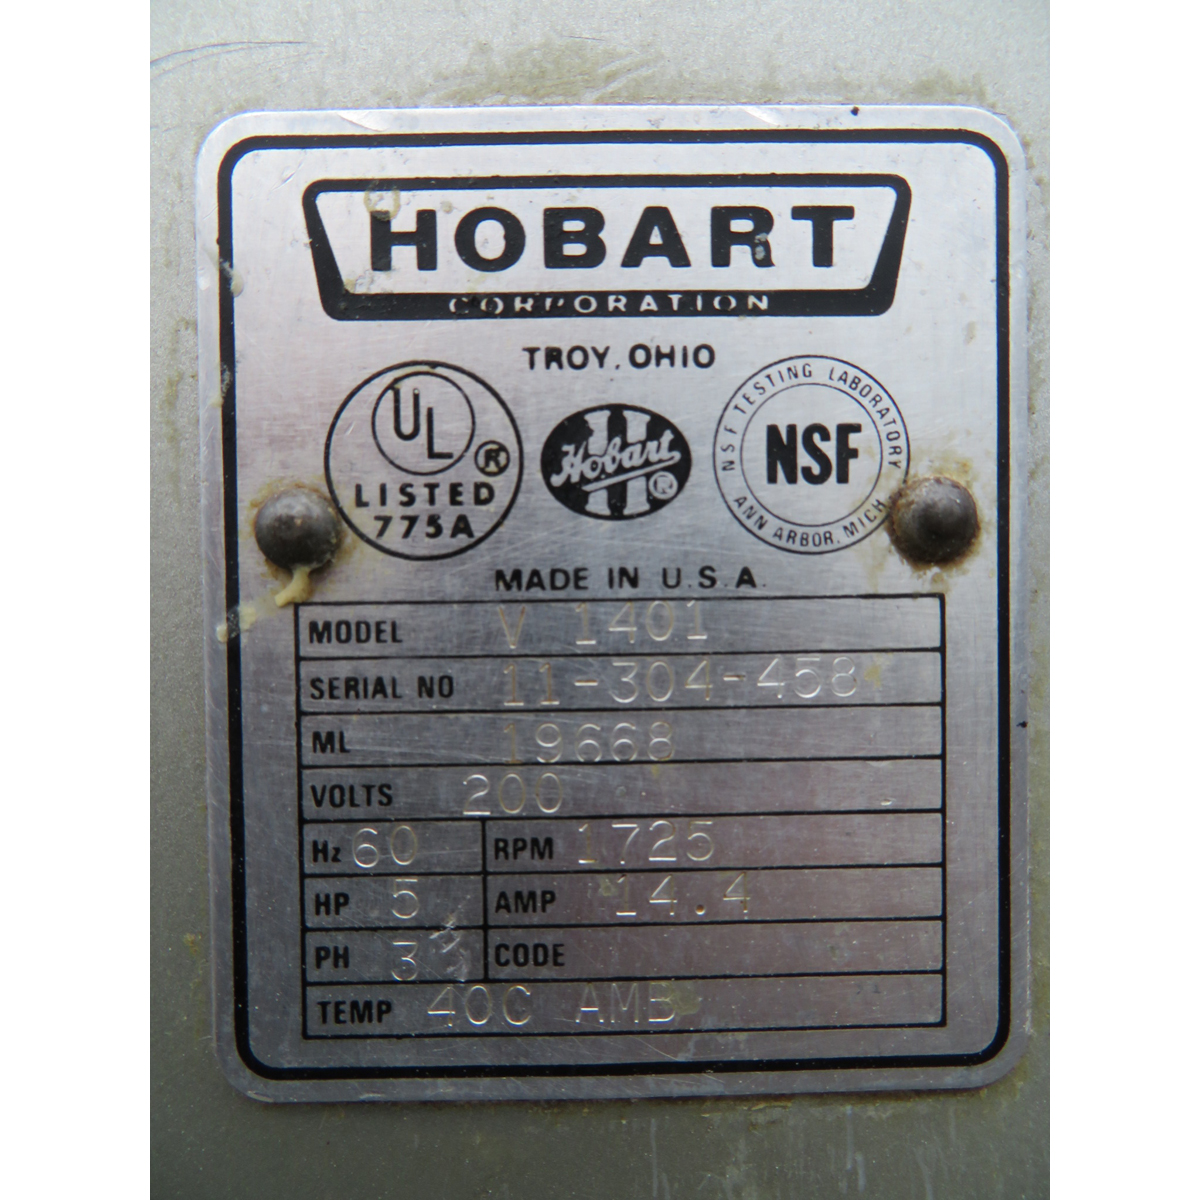 HOBART
CORPORATION
TROY, OHIO
UL
®
LISTED
775A
Hobart
®
NSF TESTING LABORATORY
NSF
ANN ARBOR, MICH
MADE IN U.S.A.
MODEL V 1401
SERIAL NO 11-304-458
ML 19668
VOLTS 200
Hz 60 RPM 1725
HP 5 AMP 14.4
PH 3 CODE
TEMP 40C AMB